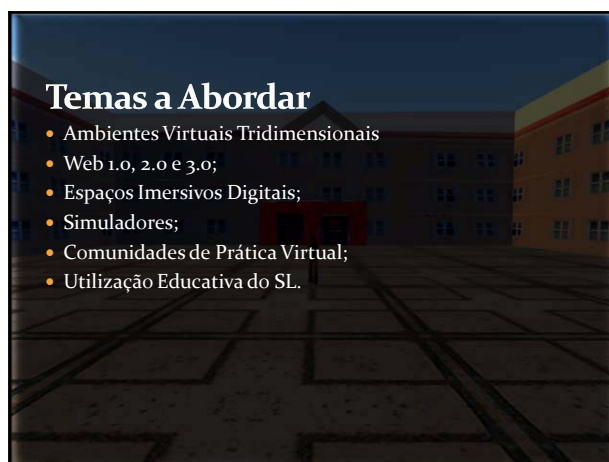 Temas a Abordar
• Ambientes Virtuais Tridimensionais
• Web 1.0, 2.0 e 3.0;
• Espaços Imersivos Digitais;
• Simuladores;
• Comunidades de Prática Virtual;
• Utilização Educativa do SL.